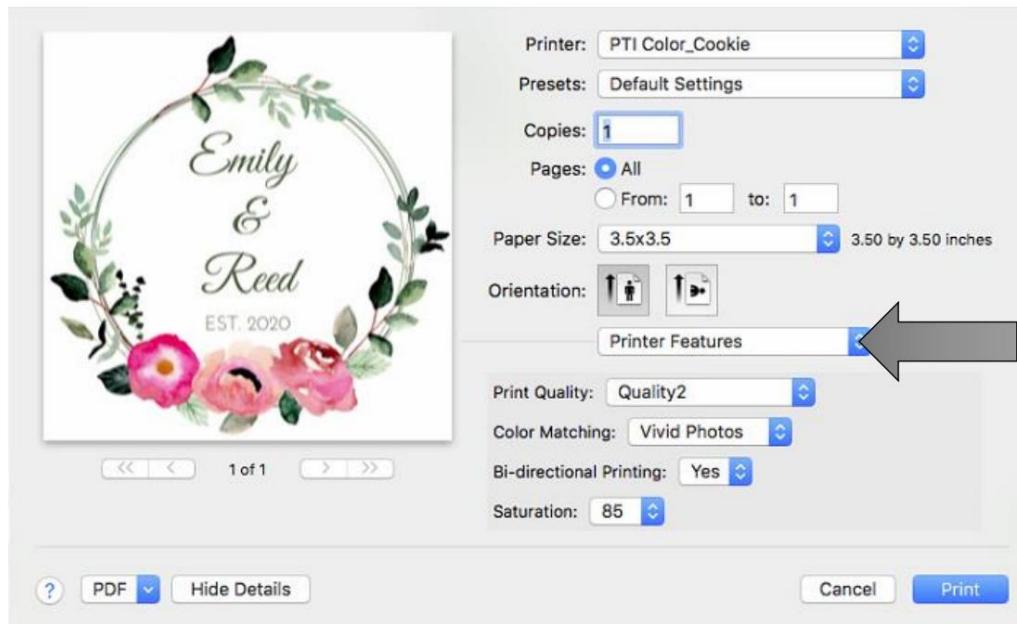 Emily
&
Reed
EST. 2020
<< < 1 of 1 > >>
Printer: PTI Color_Cookie
Presets: Default Settings
Copies: 1
Pages: All
From: 1 to: 1
Paper Size: 3.5x3.5 3.50 by 3.50 inches
Orientation:
Printer Features
Print Quality: Quality2
Color Matching: Vivid Photos
Bi-directional Printing: Yes
Saturation: 85
? PDF Hide Details Cancel Print